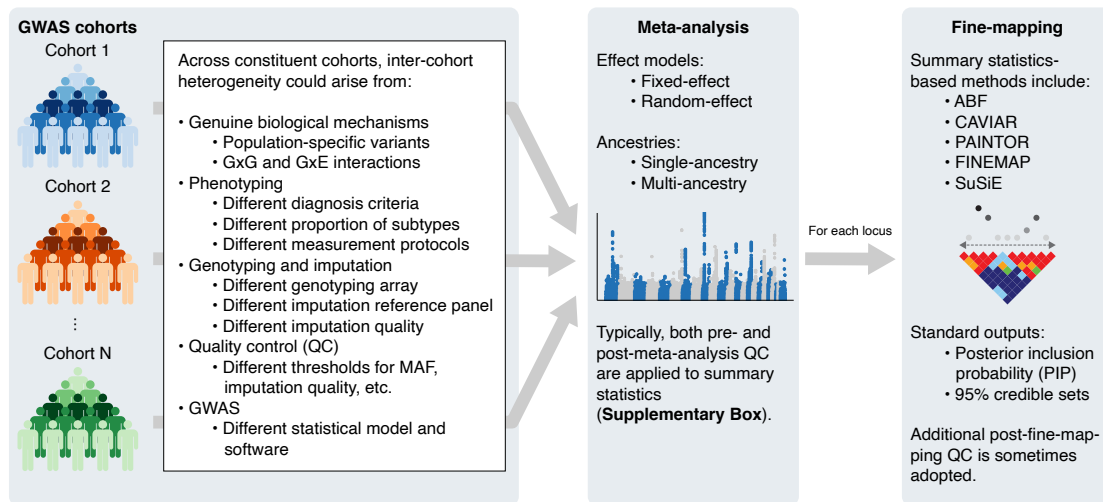 GWAS cohorts
Cohort 1
Cohort 2
⋮
Cohort N
Across constituent cohorts, inter-cohort
heterogeneity could arise from:
• Genuine biological mechanisms
• Population-specific variants
• GxG and GxE interactions
• Phenotyping
• Different diagnosis criteria
• Different proportion of subtypes
• Different measurement protocols
• Genotyping and imputation
• Different genotyping array
• Different imputation reference panel
• Different imputation quality
• Quality control (QC)
• Different thresholds for MAF,
imputation quality, etc.
• GWAS
• Different statistical model and
software
Meta-analysis
Effect models:
• Fixed-effect
• Random-effect
Ancestries:
• Single-ancestry
• Multi-ancestry
Typically, both pre- and
post-meta-analysis QC
are applied to summary
statistics
(Supplementary Box).
For each locus
Fine-mapping
Summary statistics-
based methods include:
• ABF
• CAVIAR
• PAINTOR
• FINEMAP
• SuSiE
Standard outputs:
• Posterior inclusion
probability (PIP)
• 95% credible sets
Additional post-fine-map-
ping QC is sometimes
adopted.